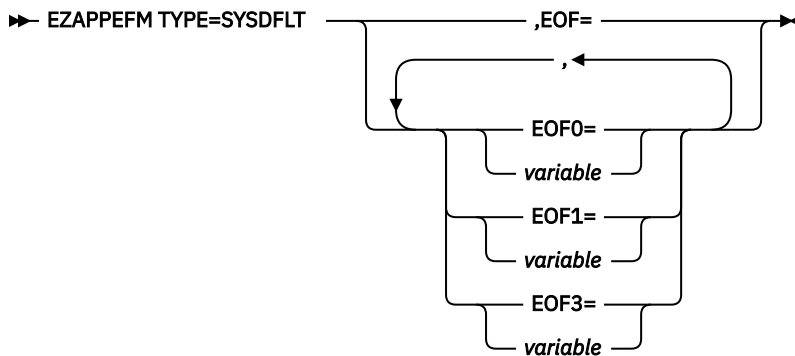 EZAPPEFM TYPE=SYSDFLT ,EOF=
,
EOF0=
variable
EOF1=
variable
EOF3=
variable